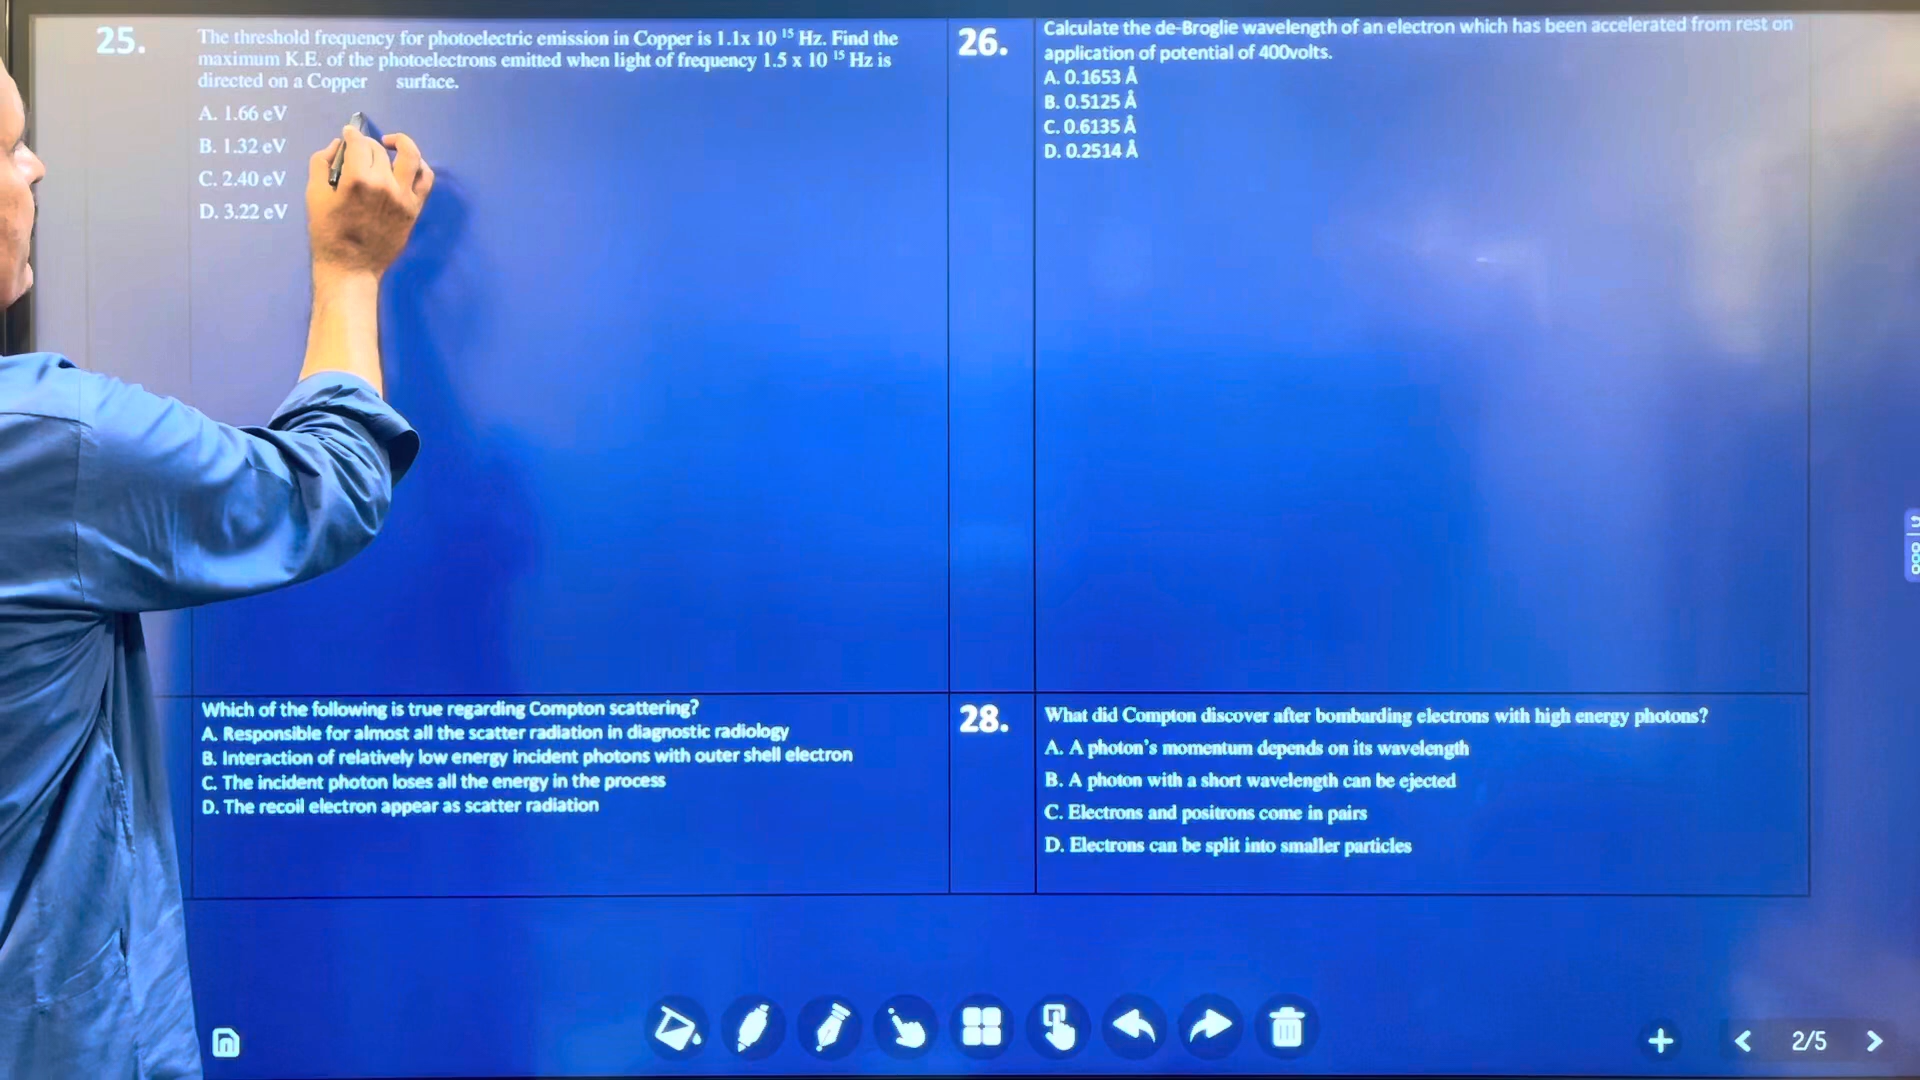 25.
The threshold frequency for photoelectric emission in Copper is 1.1x 10 ¹⁵ Hz. Find the
maximum K.E. of the photoelectrons emitted when light of frequency 1.5 x 10 ¹⁵ Hz is
directed on a Copper surface.
A. 1.66 eV
B. 1.32 eV
C. 2.40 eV
D. 3.22 eV
26.
Calculate the de-Broglie wavelength of an electron which has been accelerated from rest on
application of potential of 400volts.
A. 0.1653 Å
B. 0.5125 Å
C. 0.6135 Å
D. 0.2514 Å
Which of the following is true regarding Compton scattering?
A. Responsible for almost all the scatter radiation in diagnostic radiology
B. Interaction of relatively low energy incident photons with outer shell electron
C. The incident photon loses all the energy in the process
D. The recoil electron appear as scatter radiation
28.
What did Compton discover after bombarding electrons with high energy photons?
A. A photon's momentum depends on its wavelength
B. A photon with a short wavelength can be ejected
C. Electrons and positrons come in pairs
D. Electrons can be split into smaller particles
2/5